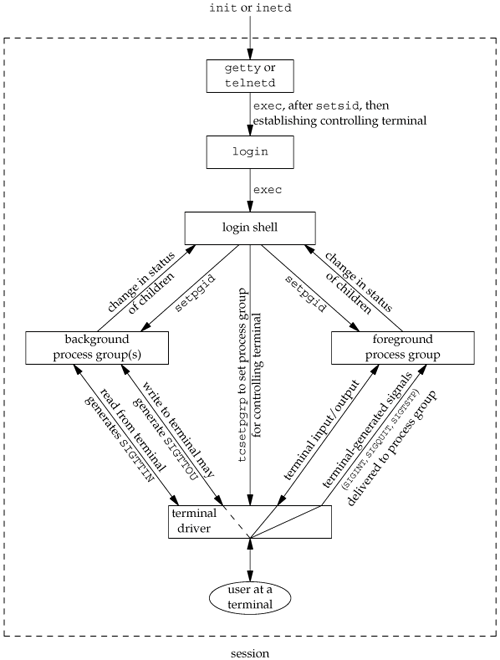 init or inetd
getty or
telnetd
exec, after setsid, then
establishing controlling terminal
login
exec
login shell
change in status
of children
setpgid
setpgid
change in status
of children
background
process group(s)
tcsetpgrp to set process group
for controlling terminal
foreground
process group
read from terminal
generates SIGTTIN
write to terminal may
generate SIGTTOU
terminal input/output
terminal-generated signals
(SIGINT, SIGQUIT, SIGTSTP)
delivered to process group
terminal
driver
user at a
terminal
session